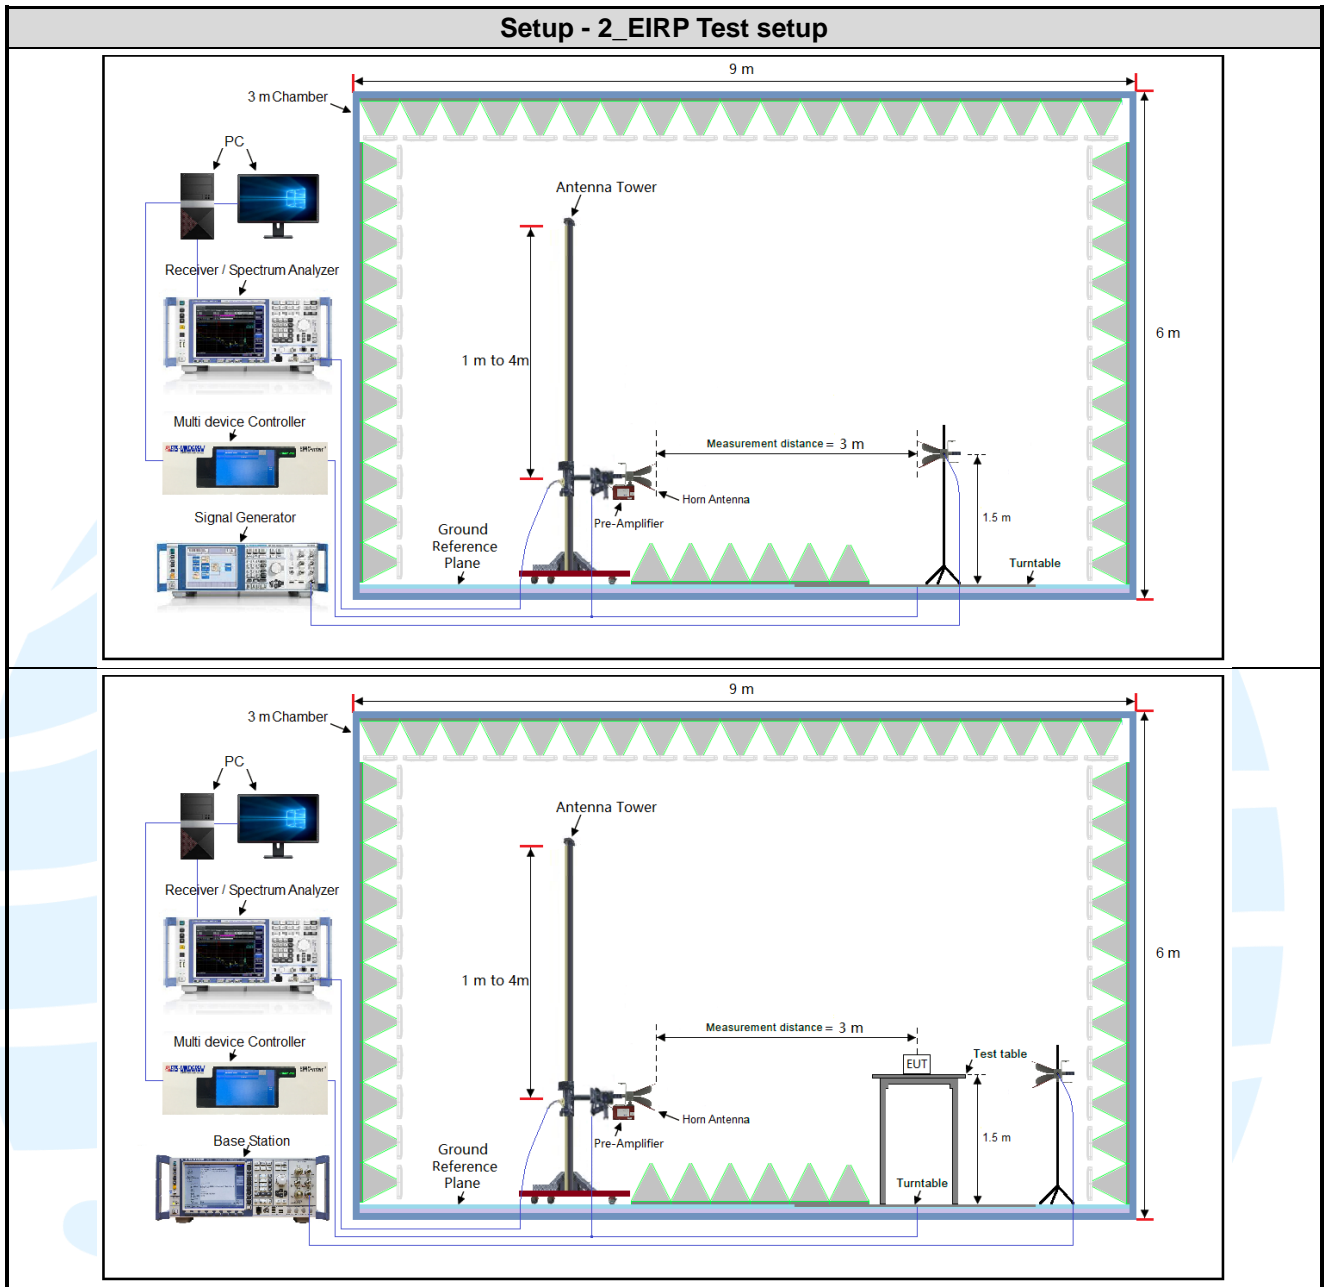 Setup - 2_EIRP Test setup
9 m
3 m Chamber
PC
Antenna Tower
Receiver / Spectrum Analyzer
6 m
1 m to 4m
Multi device Controller
Measurement distance = 3 m
Horn Antenna
Signal Generator
Pre-Amplifier
1.5 m
Ground
Reference
Plane
Turntable
9 m
3 m Chamber
PC
Antenna Tower
Receiver / Spectrum Analyzer
6 m
1 m to 4m
Measurement distance = 3 m
Multi device Controller
Test table
EUT
Horn Antenna
Base Station
Pre-Amplifier
1.5 m
Ground
Reference
Plane
Turntable